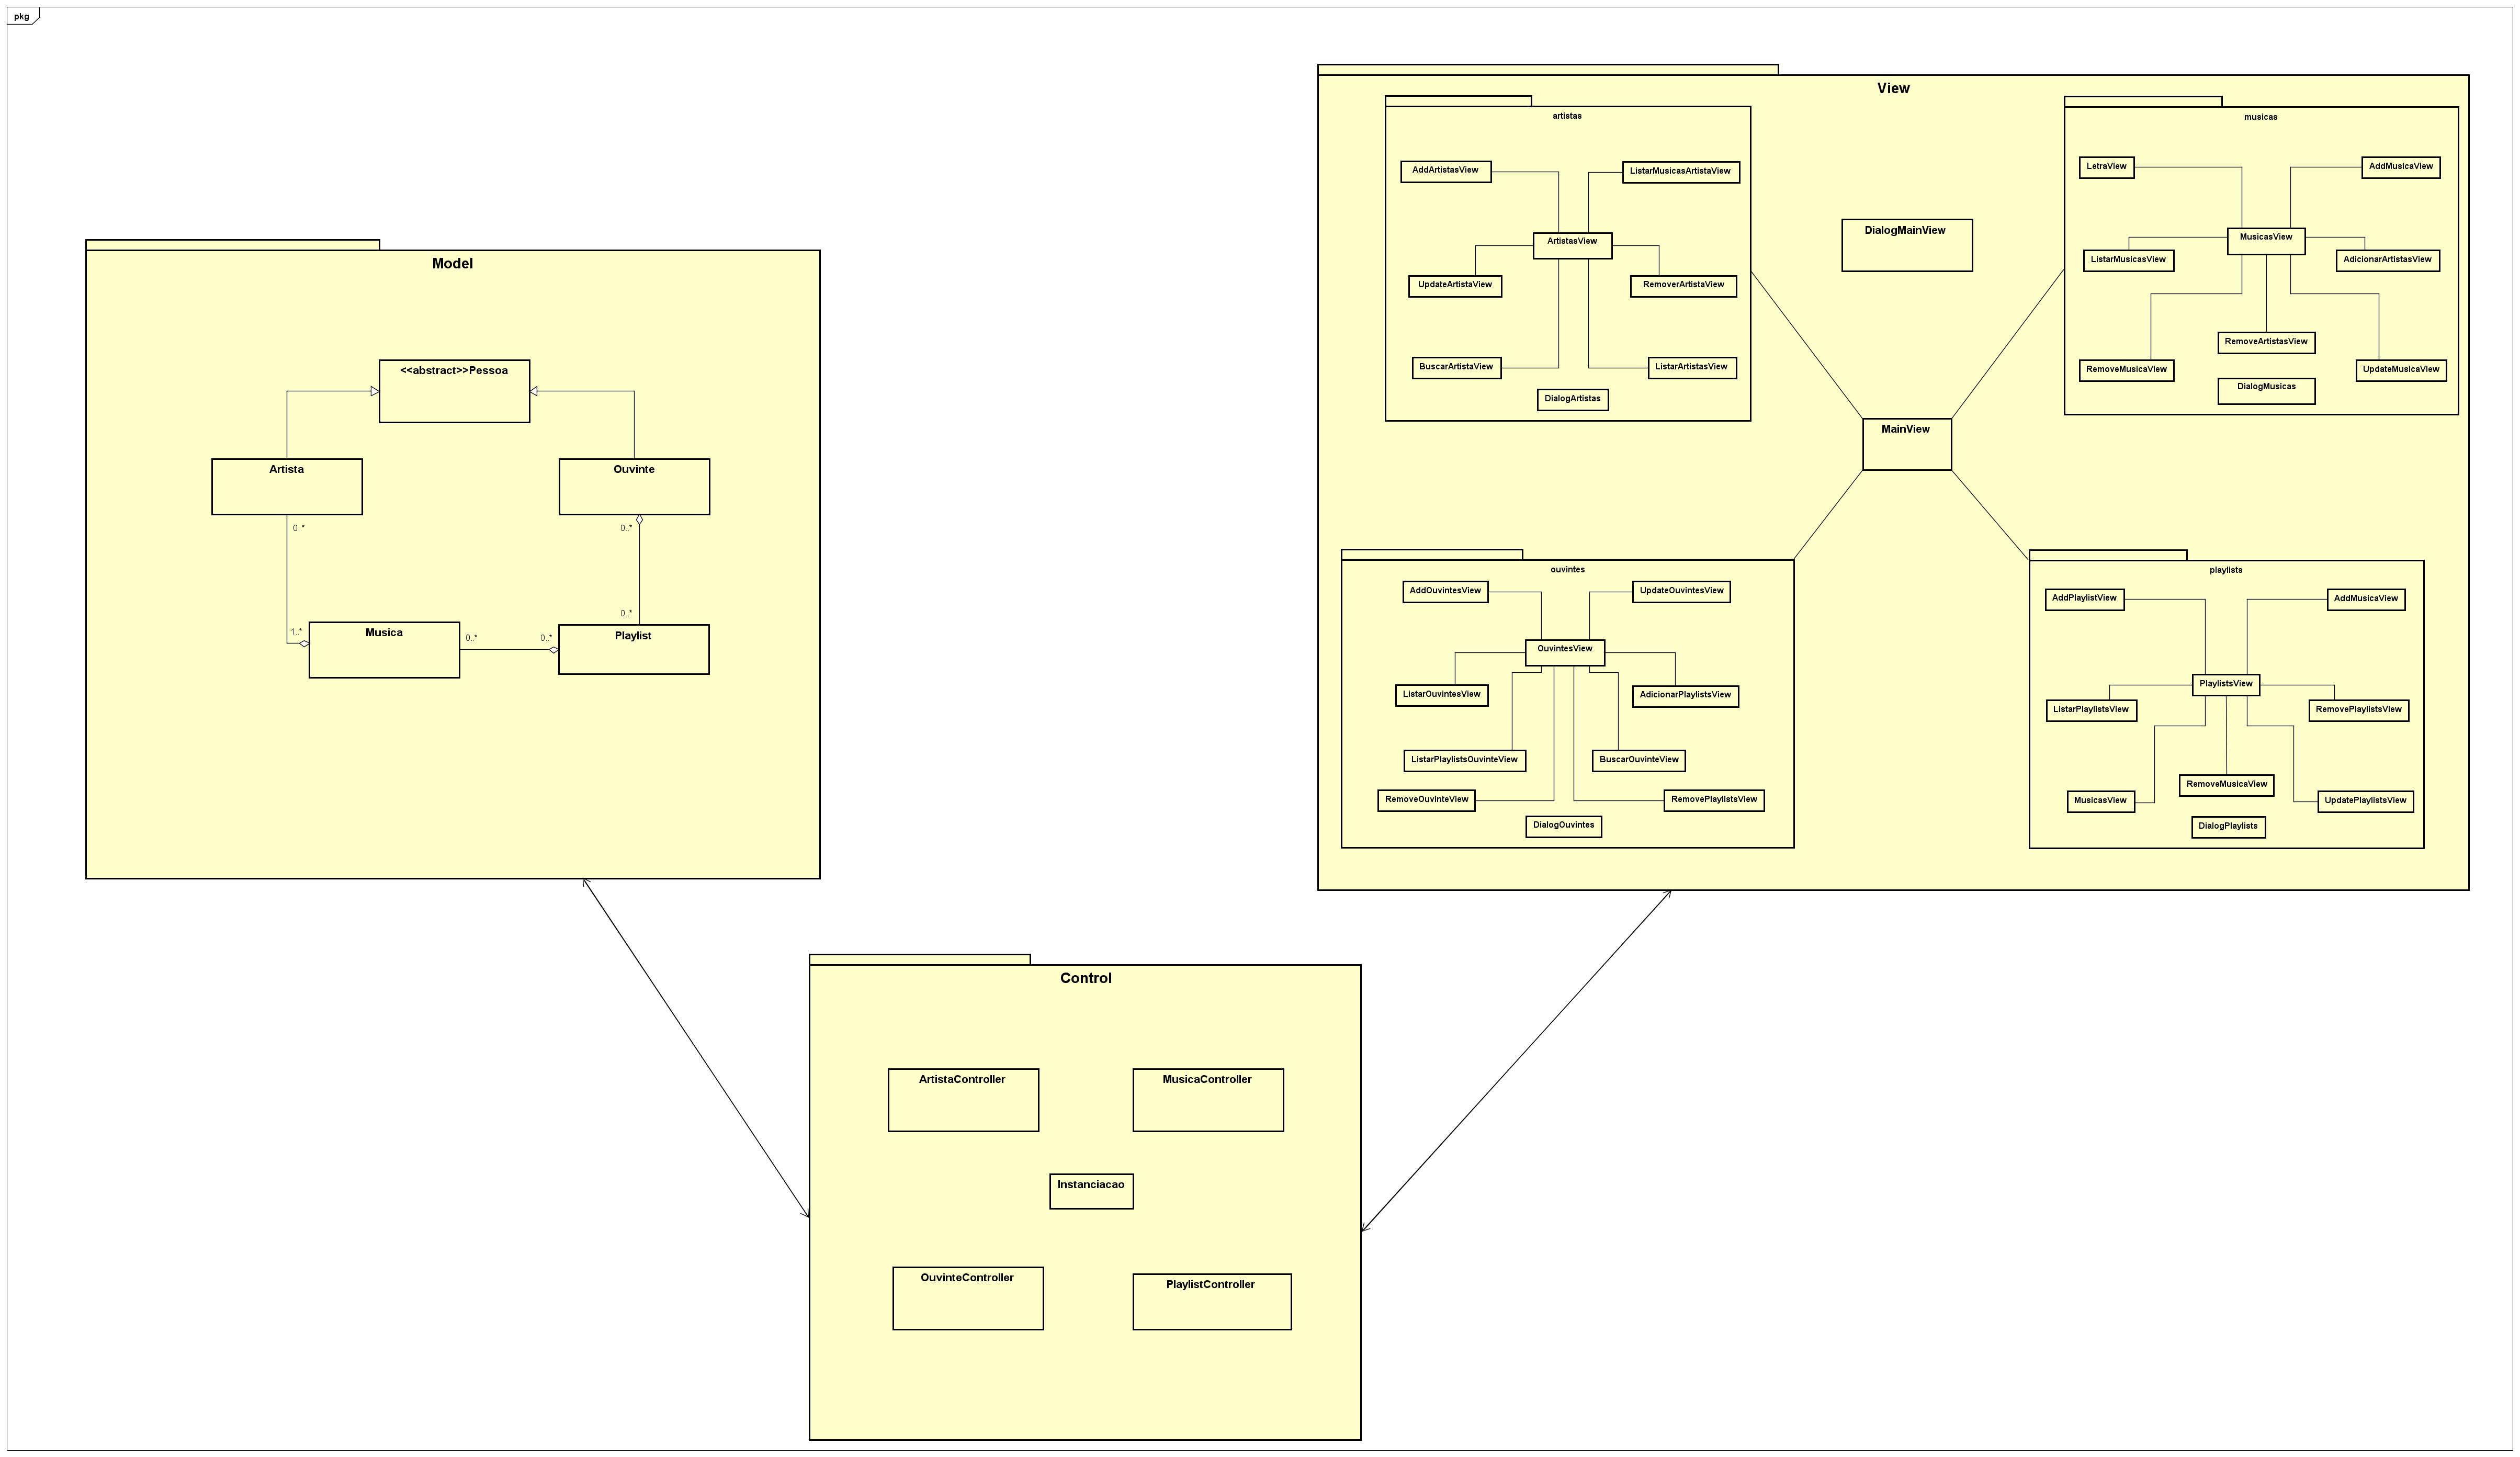 pkg
Model
<<abstract>>Pessoa
Artista
Ouvinte
0..*
0..*
0..*
1..*
Musica
0..*
0..*
Playlist
View
artistas
AddArtistasView
ListarMusicasArtistaView
ArtistasView
UpdateArtistaView
RemoverArtistaView
BuscarArtistaView
ListarArtistasView
DialogArtistas
DialogMainView
musicas
LetraView
AddMusicaView
MusicasView
ListarMusicasView
AdicionarArtistasView
RemoveArtistasView
RemoveMusicaView
UpdateMusicaView
DialogMusicas
MainView
ouvintes
AddOuvintesView
UpdateOuvintesView
OuvintesView
ListarOuvintesView
AdicionarPlaylistsView
ListarPlaylistsOuvinteView
BuscarOuvinteView
RemoveOuvinteView
RemovePlaylistsView
DialogOuvintes
playlists
AddPlaylistView
AddMusicaView
PlaylistsView
ListarPlaylistsView
RemovePlaylistsView
RemoveMusicaView
MusicasView
UpdatePlaylistsView
DialogPlaylists
Control
ArtistaController
MusicaController
Instanciacao
OuvinteController
PlaylistController